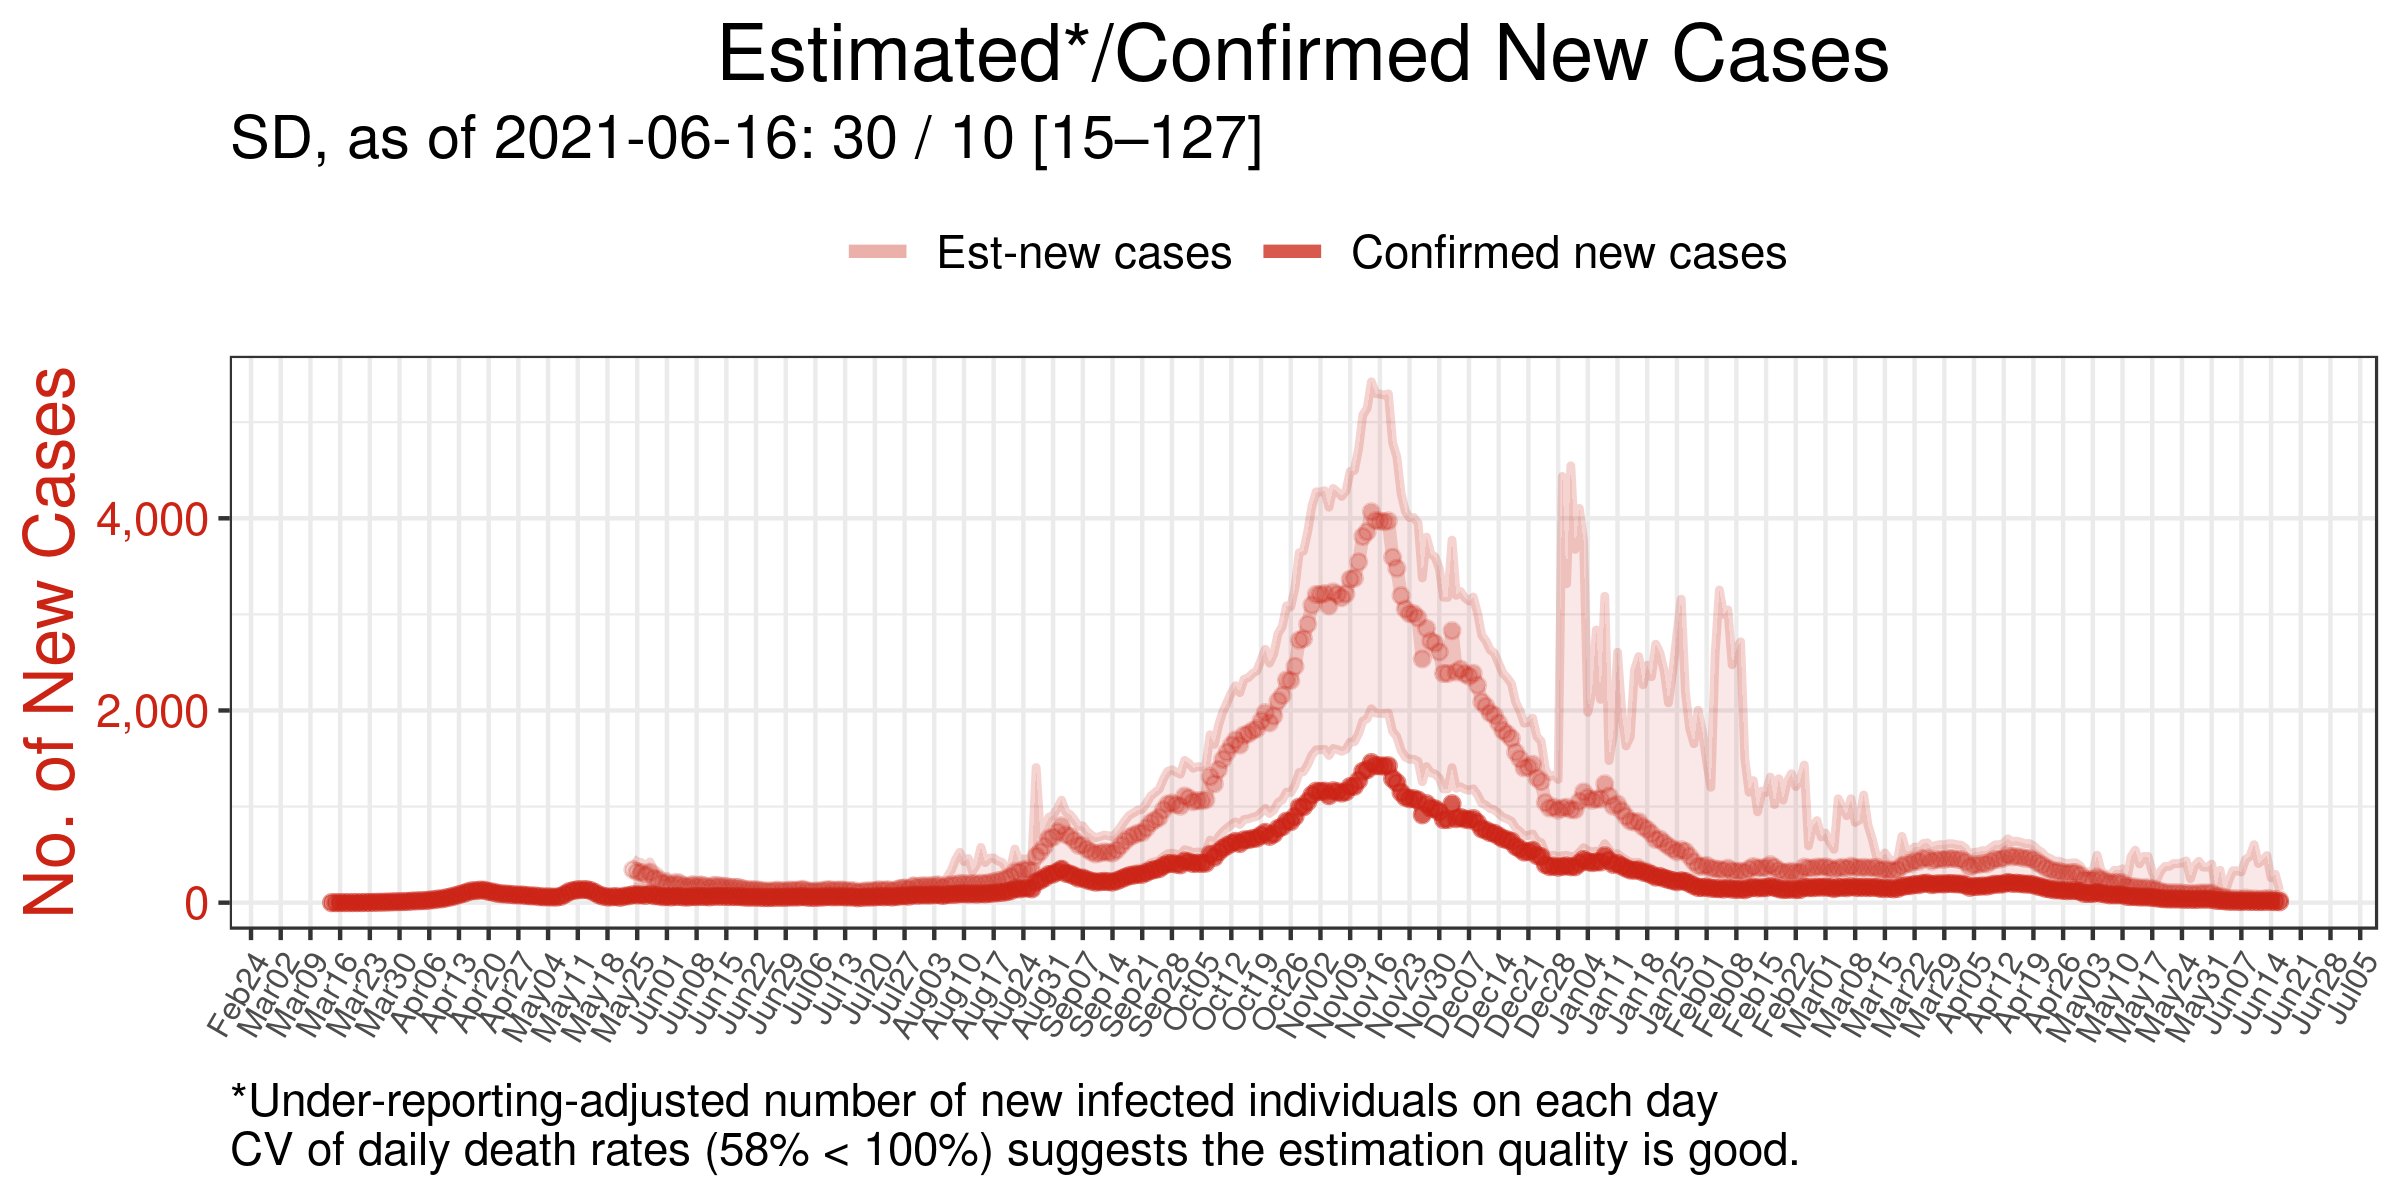 Estimated*/Confirmed New Cases
SD, as of 2021-06-16: 30 / 10 [15–127]
Est-new cases Confirmed new cases
No. of New Cases
4,000
2,000
0
Feb24 Mar02 Mar09 Mar16 Mar23 Mar30 Apr06 Apr13 Apr20 Apr27 May04 May11 May18 May25 Jun01 Jun08 Jun15 Jun22 Jun29 Jul06 Jul13 Jul20 Jul27 Aug03 Aug10 Aug17 Aug24 Aug31 Sep07 Sep14 Sep21 Sep28 Oct05 Oct12 Oct19 Oct26 Nov02 Nov09 Nov16 Nov23 Nov30 Dec07 Dec14 Dec21 Dec28 Jan04 Jan11 Jan18 Jan25 Feb01 Feb08 Feb15 Feb22 Mar01 Mar08 Mar15 Mar22 Mar29 Apr05 Apr12 Apr19 Apr26 May03 May10 May17 May24 May31 Jun07 Jun14 Jun21 Jun28 Jul05
*Under-reporting-adjusted number of new infected individuals on each day
CV of daily death rates (58% < 100%) suggests the estimation quality is good.